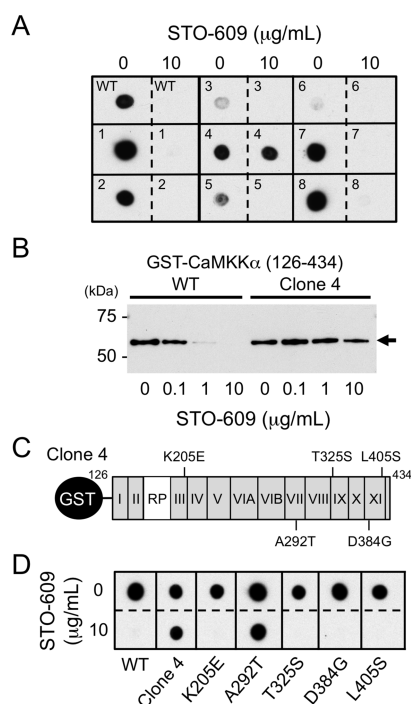 A
STO-609 (μg/mL)
0 10 0 10 0 10
WT WT 3 3 6 6
1 1 4 4 7 7
2 2 5 5 8 8
B
GST-CaMKKα (126-434)
(kDa) WT Clone 4
75
50
0 0.1 1 10 0 0.1 1 10
STO-609 (μg/mL)
C
Clone 4 K205E T325S L405S
126 434
GST I II RP III IV V VIA VIB VII VIII IX X XI
A292T D384G
D
STO-609 (μg/mL)
0
10
WT Clone 4 K205E A292T T325S D384G L405S